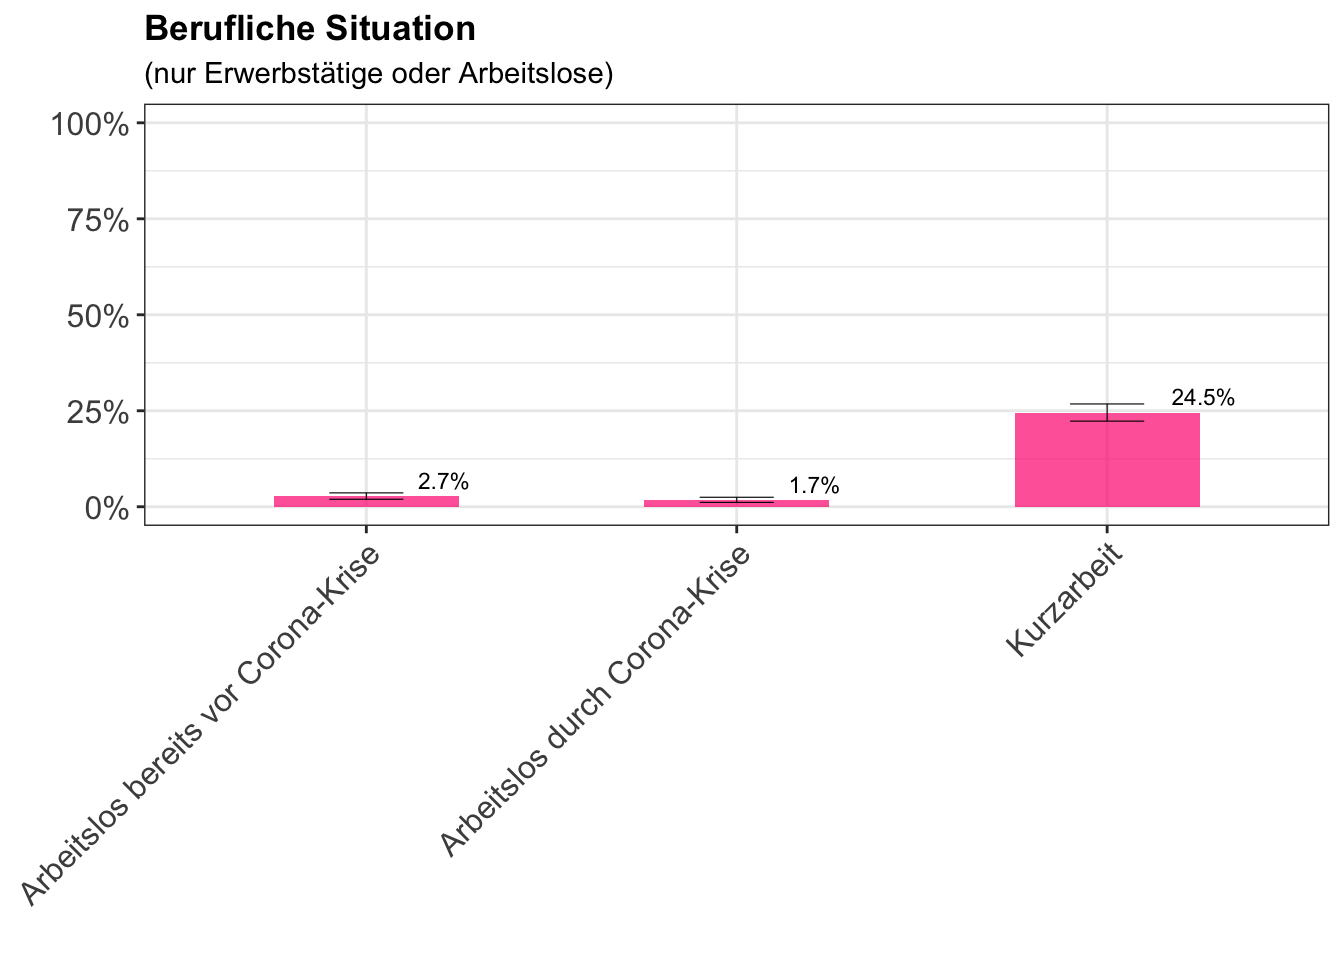 Berufliche Situation
(nur Erwerbstätige oder Arbeitslose)
100%
75%
50%
25%
0%
2.7%
1.7%
24.5%
Arbeitslos bereits vor Corona-Krise
Arbeitslos durch Corona-Krise
Kurzarbeit